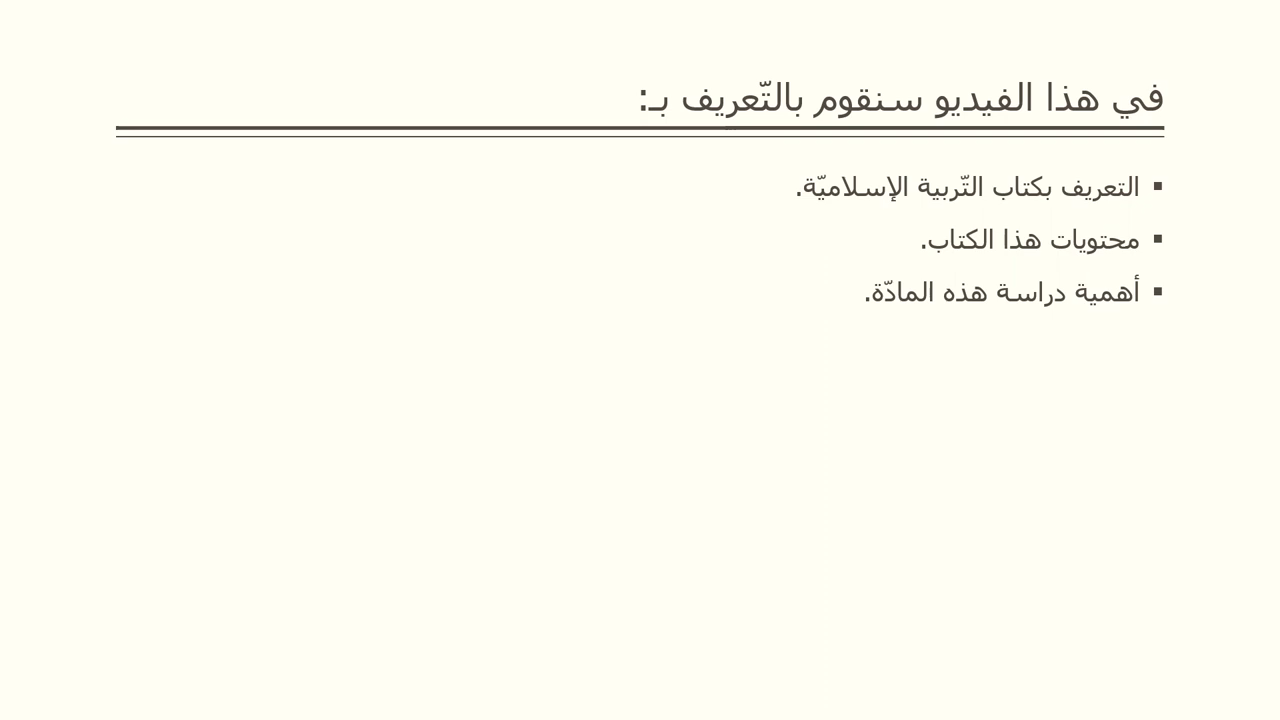 في هذا الفيديو سنقوم بالتّعريف بـ:
▪ التعريف بكتاب التّربية الإسلاميّة.
▪ محتويات هذا الكتاب.
▪ أهمية دراسة هذه المادّة.